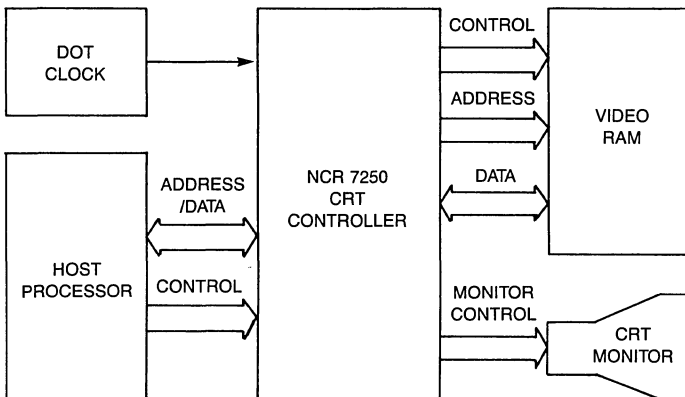 DOT
CLOCK
HOST
PROCESSOR
ADDRESS
/DATA
CONTROL
NCR 7250
CRT
CONTROLLER
CONTROL
ADDRESS
DATA
MONITOR
CONTROL
VIDEO
RAM
CRT
MONITOR